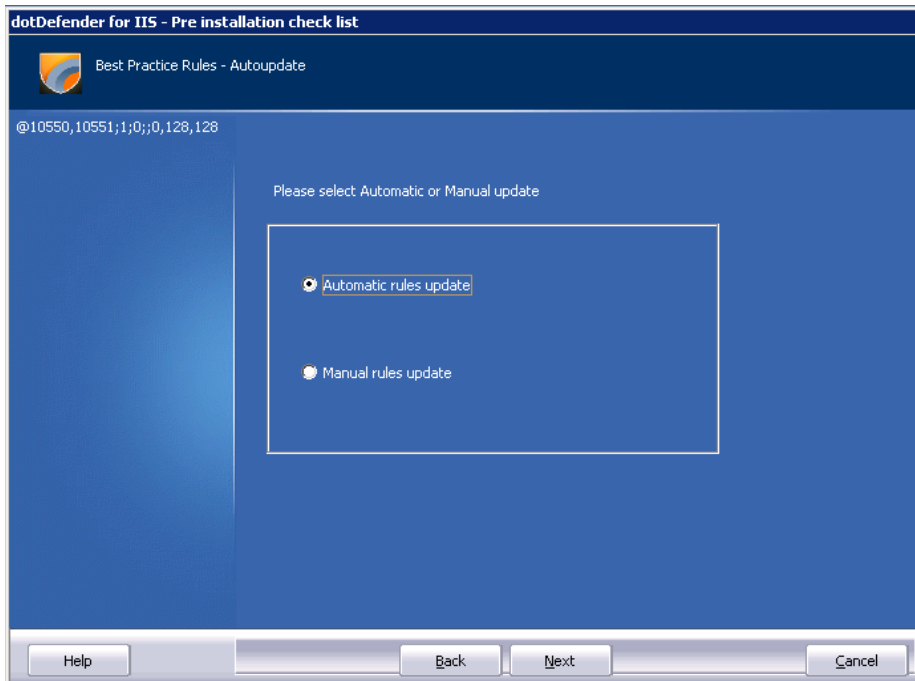 dotDefender for IIS - Pre installation check list
Best Practice Rules - Autoupdate
@10550,10551;1;0;;0,128,128
Please select Automatic or Manual update
Automatic rules update
Manual rules update
Help
Back
Next
Cancel